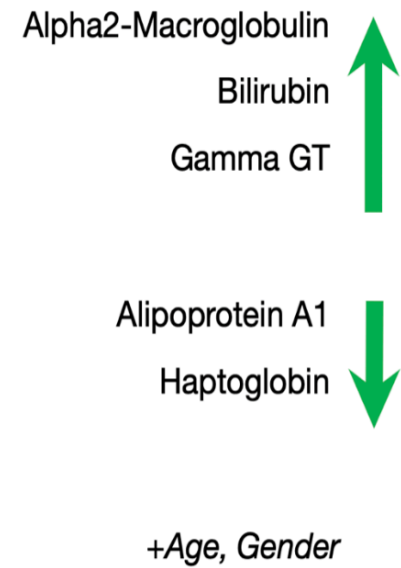 Alpha2-Macroglobulin
Bilirubin
Gamma GT
Alipoprotein A1
Haptoglobin
+Age, Gender